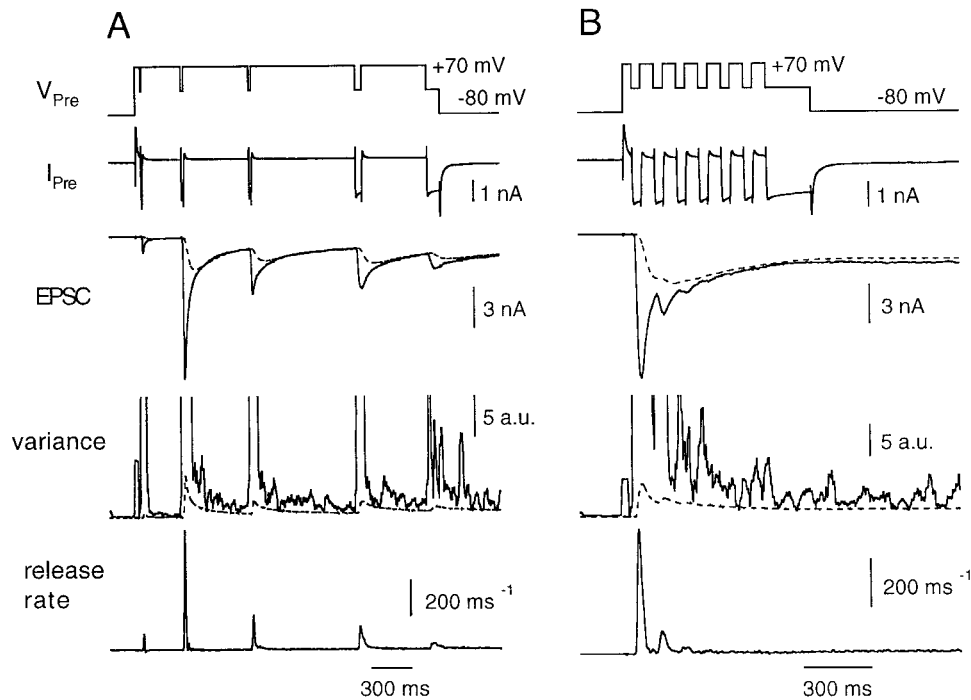 A
B
V Pre
+70 mV
-80 mV
+70 mV
-80 mV
I Pre
1 nA
1 nA
EPSC
3 nA
3 nA
variance
5 a.u.
5 a.u.
release
rate
200 ms -1
200 ms -1
300 ms
300 ms